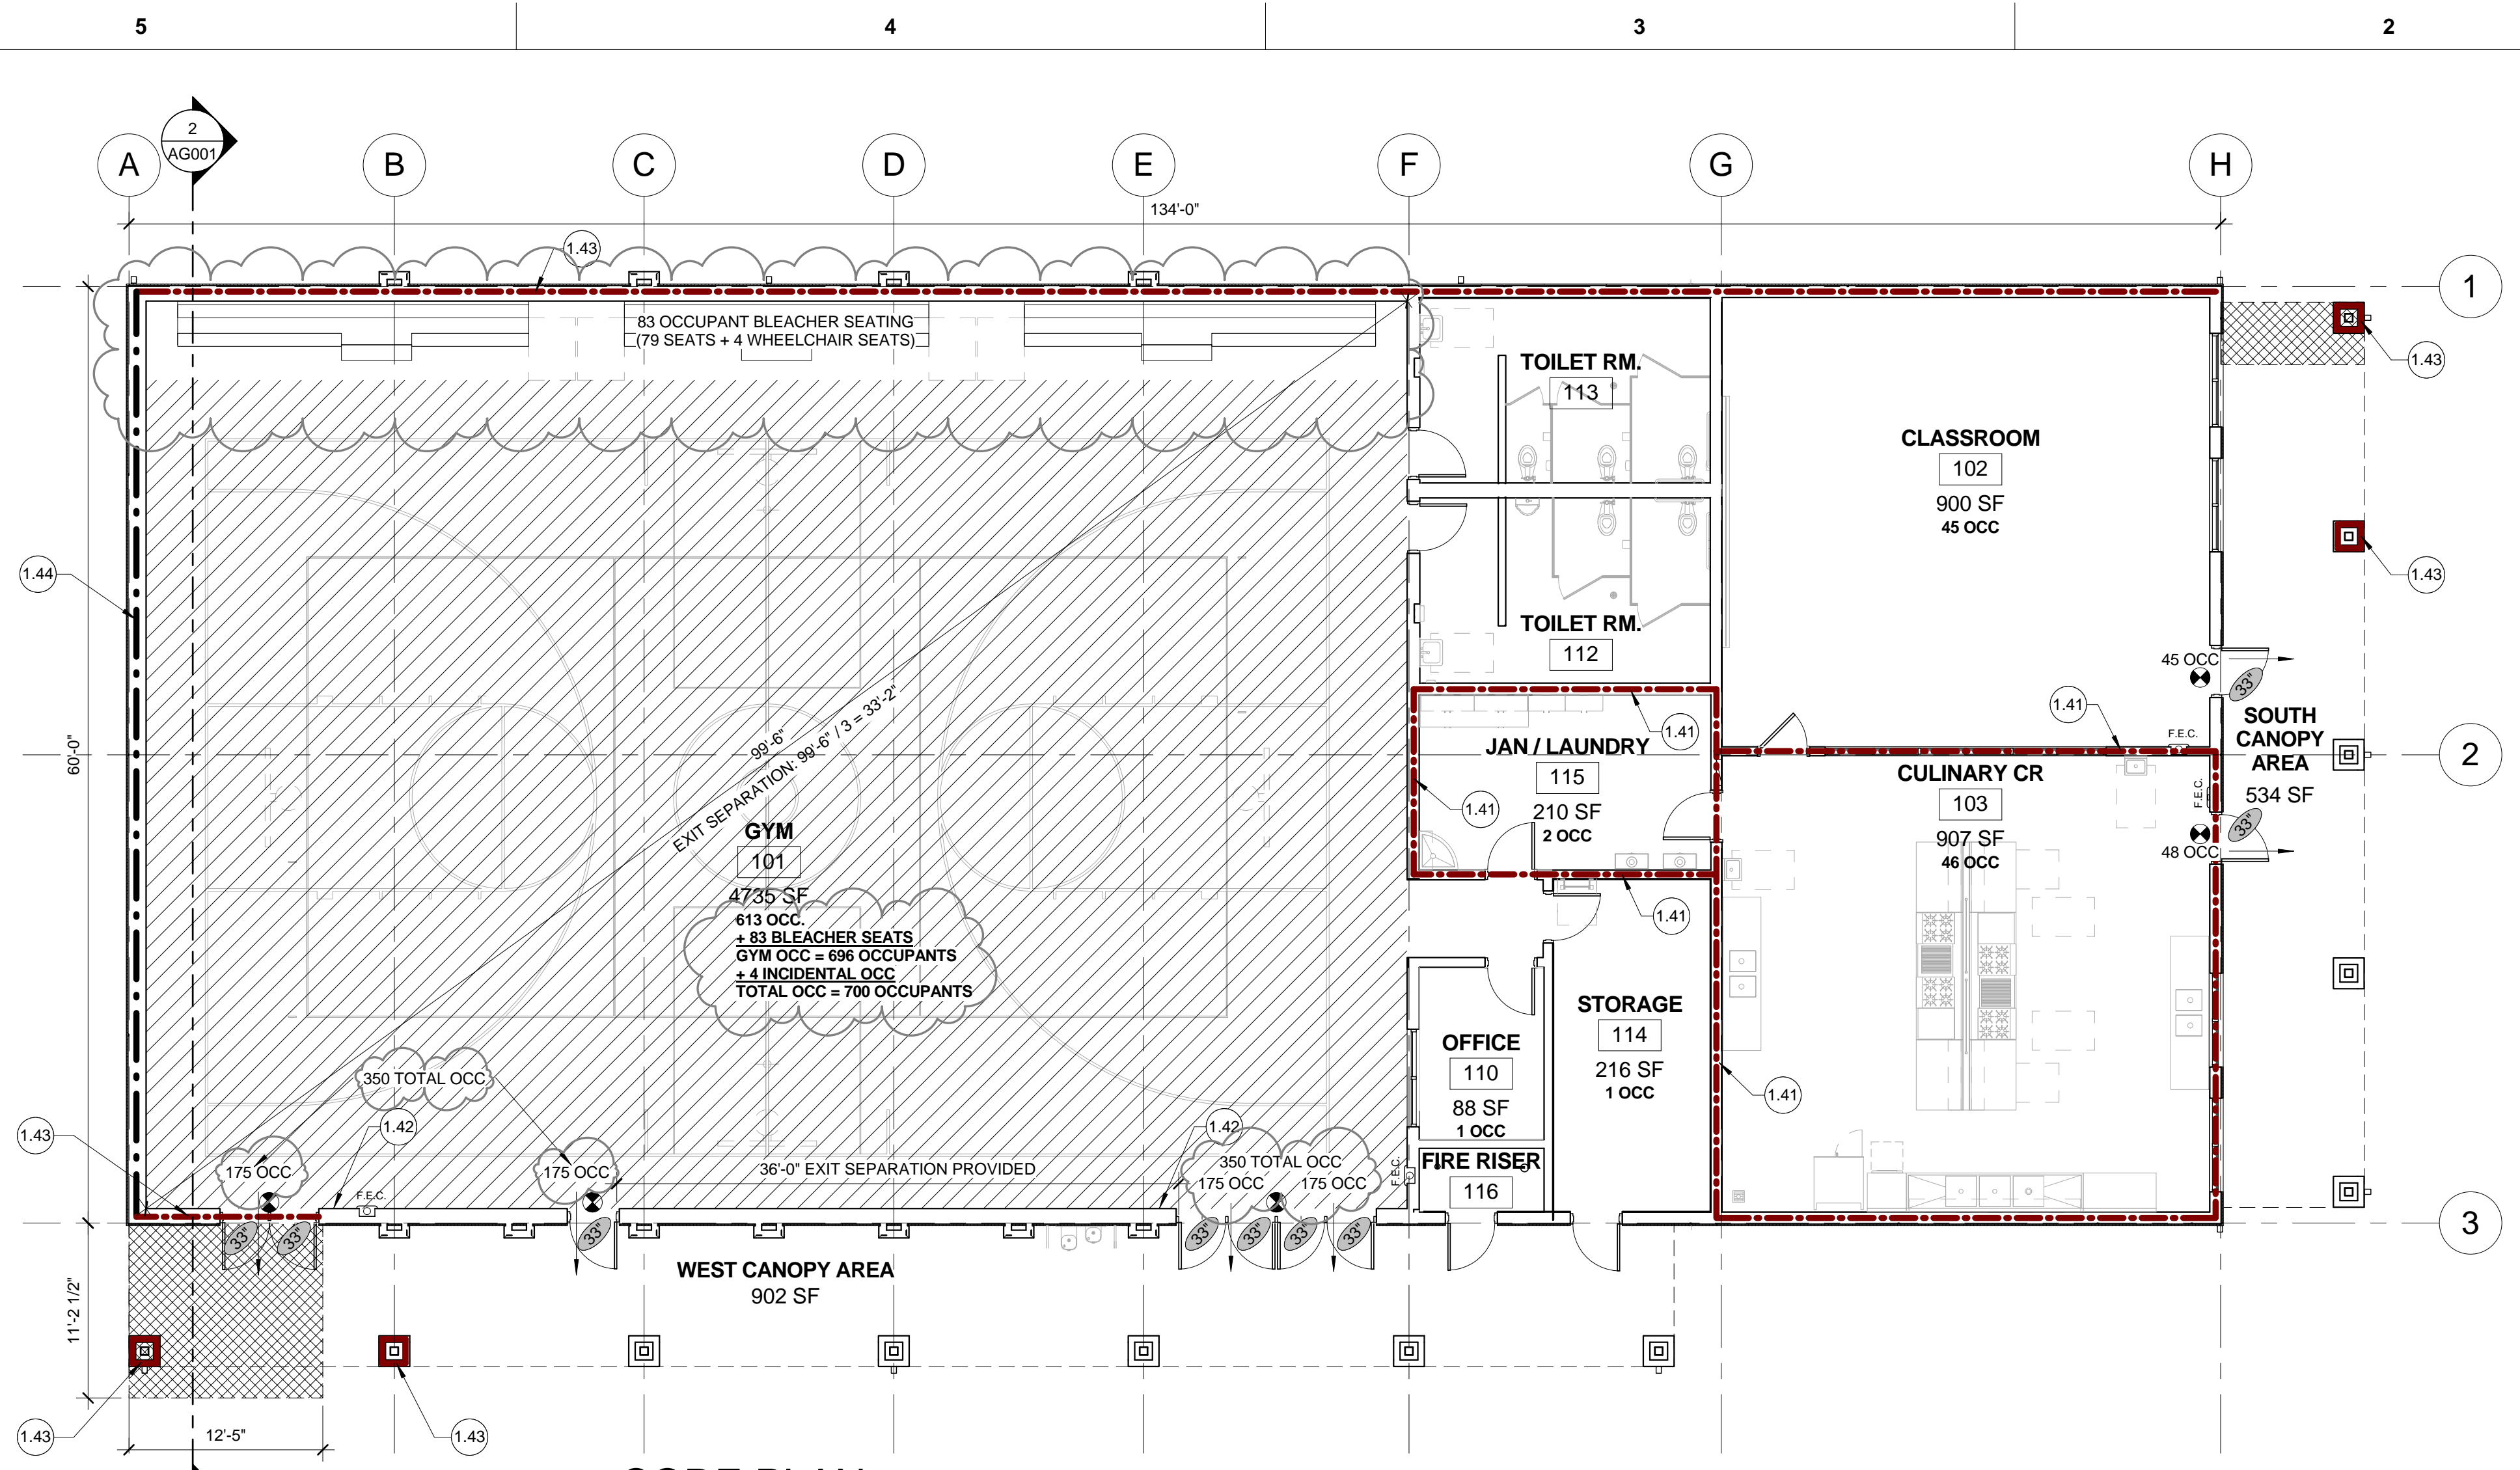 5
4
3
2
2
AG001
A
B
C
D
E
F
G
H
134'-0"
1.43
1
83 OCCUPANT BLEACHER SEATING
(79 SEATS + 4 WHEELCHAIR SEATS)
TOILET RM.
113
1.43
CLASSROOM
102
900 SF
45 OCC
1.44
1.43
TOILET RM.
112
45 OCC
33"
60'-0"
99'-6"
EXIT SEPARATION: 99'-6" / 3 = 33'-2"
1.41
JAN / LAUNDRY
115
210 SF
2 OCC
1.41
1.41
F.E.C.
SOUTH
CANOPY
AREA
534 SF
2
CULINARY CR
103
907 SF
46 OCC
F.E.C.
33"
48 OCC
GYM
101
4735 SF
613 OCC.
+ 83 BLEACHER SEATS
GYM OCC = 696 OCCUPANTS
+ 4 INCIDENTAL OCC
TOTAL OCC = 700 OCCUPANTS
1.41
STORAGE
114
216 SF
1 OCC
OFFICE
110
88 SF
1 OCC
1.41
350 TOTAL OCC
1.43
1.42
1.42
175 OCC
175 OCC
36'-0" EXIT SEPARATION PROVIDED
350 TOTAL OCC
175 OCC
175 OCC
F.E.C.
FIRE RISER
116
F.E.C.
33"
33"
33"
33"
33"
33"
33"
3
WEST CANOPY AREA
902 SF
11'-2 1/2"
12'-5"
1.43
1.43